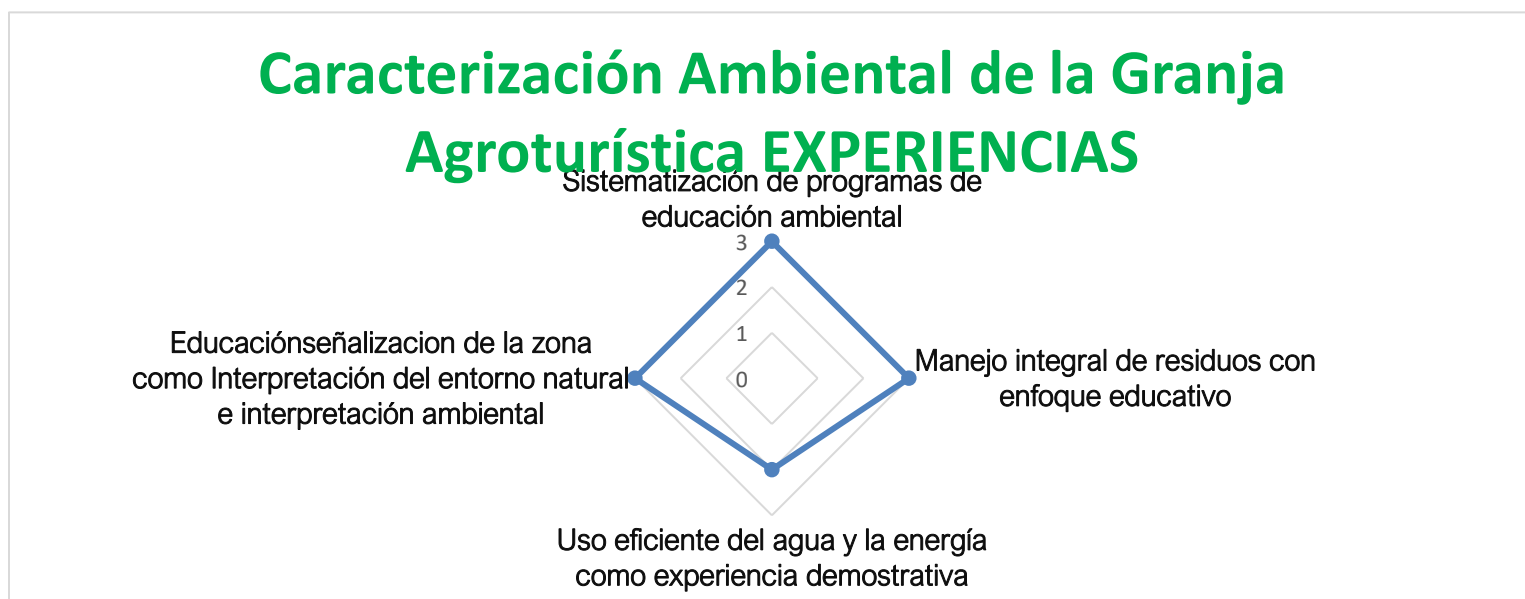 Caracterización Ambiental de la Granja
Agroturística EXPERIENCIAS
Sistematización de programas de
educación ambiental
3
2
1
0
Educaciónseñalizacion de la zona
como Interpretación del entorno natural
e interpretación ambiental
Manejo integral de residuos con
enfoque educativo
Uso eficiente del agua y la energía
como experiencia demostrativa